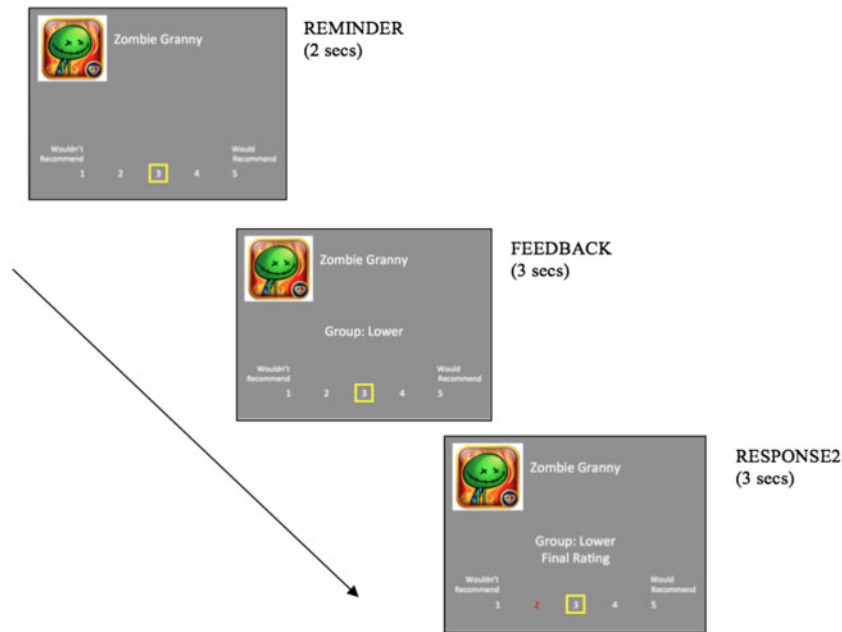 Zombie Granny
REMINDER
(2 secs)
Wouldn't
Recommend
Would
Recommend
1 2 3 4 5
Zombie Granny
FEEDBACK
(3 secs)
Group: Lower
Wouldn't
Recommend
Would
Recommend
1 2 3 4 5
Zombie Granny
RESPONSE2
(3 secs)
Group: Lower
Final Rating
Wouldn't
Recommend
Would
Recommend
1 2 3 4 5